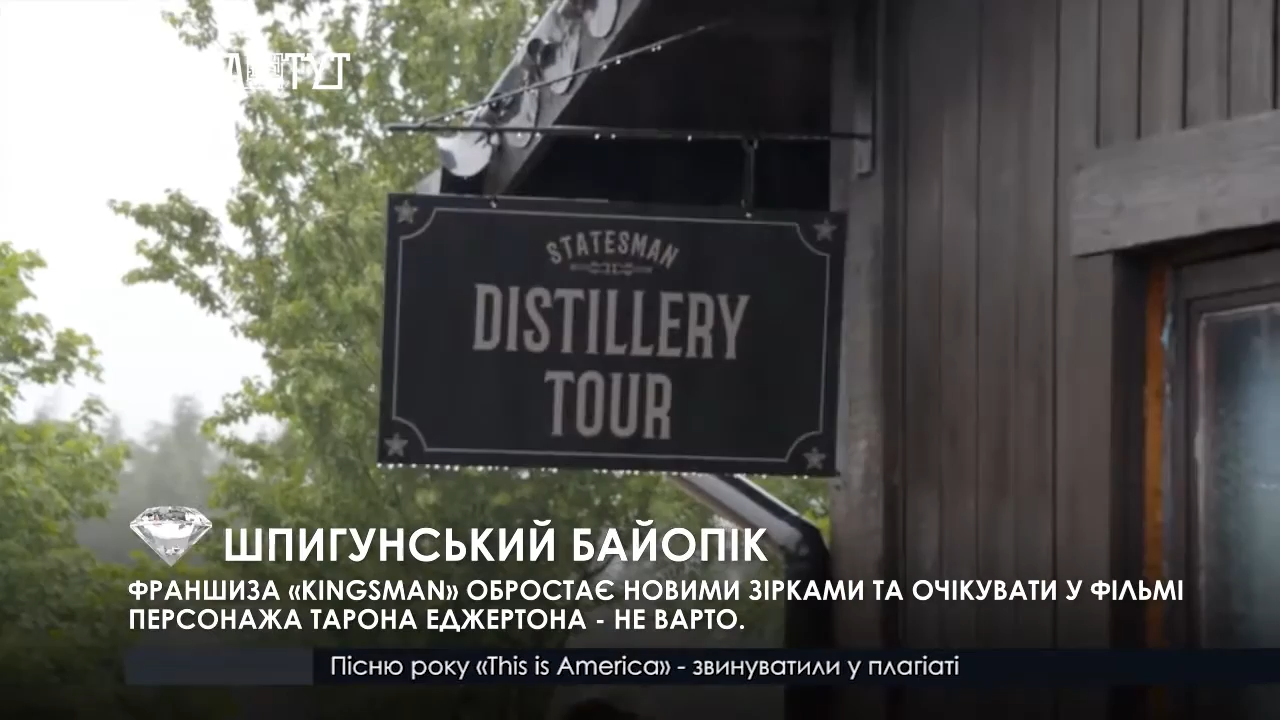 STATESMAN
DISTILLERY
TOUR
ШПИГУНСЬКИЙ БАЙОПІК
ФРАНШИЗА «KINGSMAN» ОБРОСТАЄ НОВИМИ ЗІРКАМИ ТА ОЧІКУВАТИ У ФІЛЬМІ
ПЕРСОНАЖА ТАРОНА ЕДЖЕРТОНА - НЕ ВАРТО.
Пісню року «This is America» - звинуватили у плагіаті